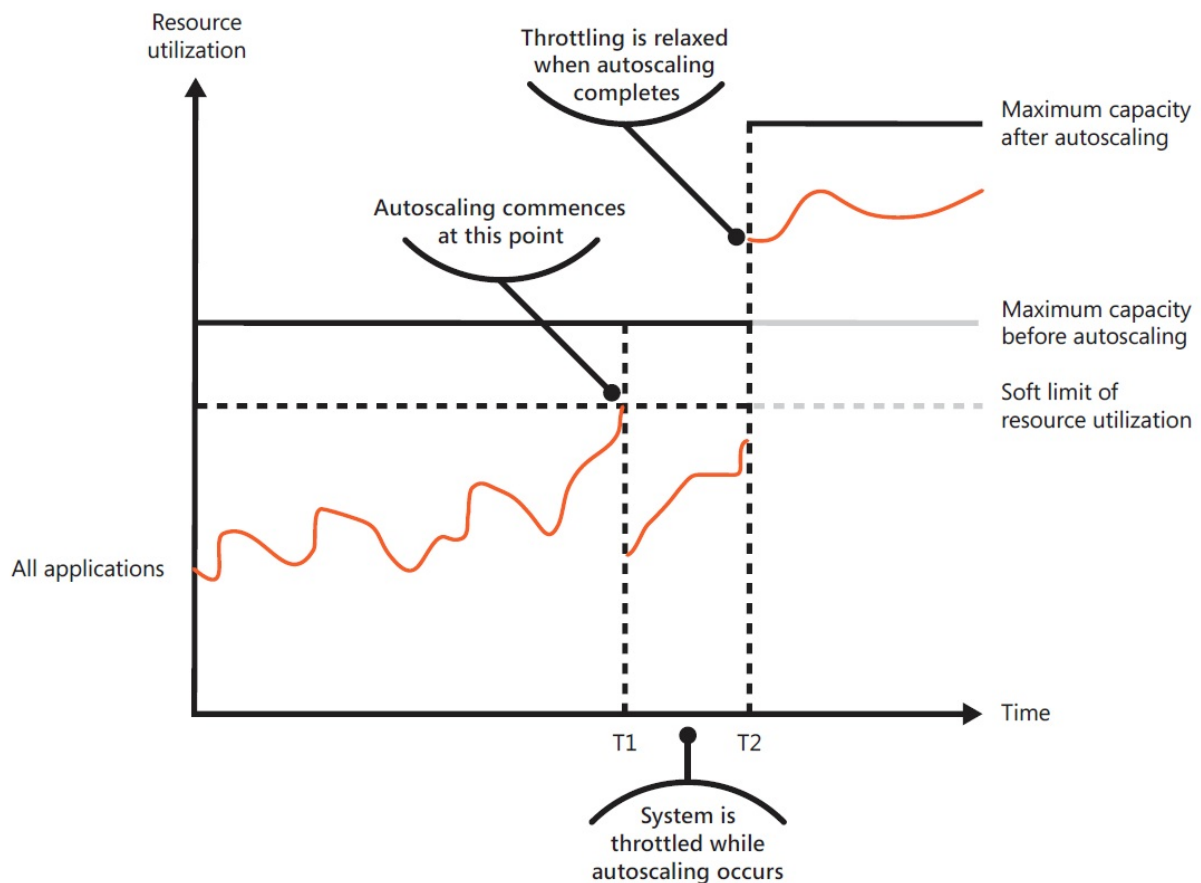 Resource
utilization
Throttling is relaxed
when autoscaling
completes
Maximum capacity
after autoscaling
Autoscaling commences
at this point
Maximum capacity
before autoscaling
Soft limit of
resource utilization
All applications
Time
T1
T2
System is
throttled while
autoscaling occurs